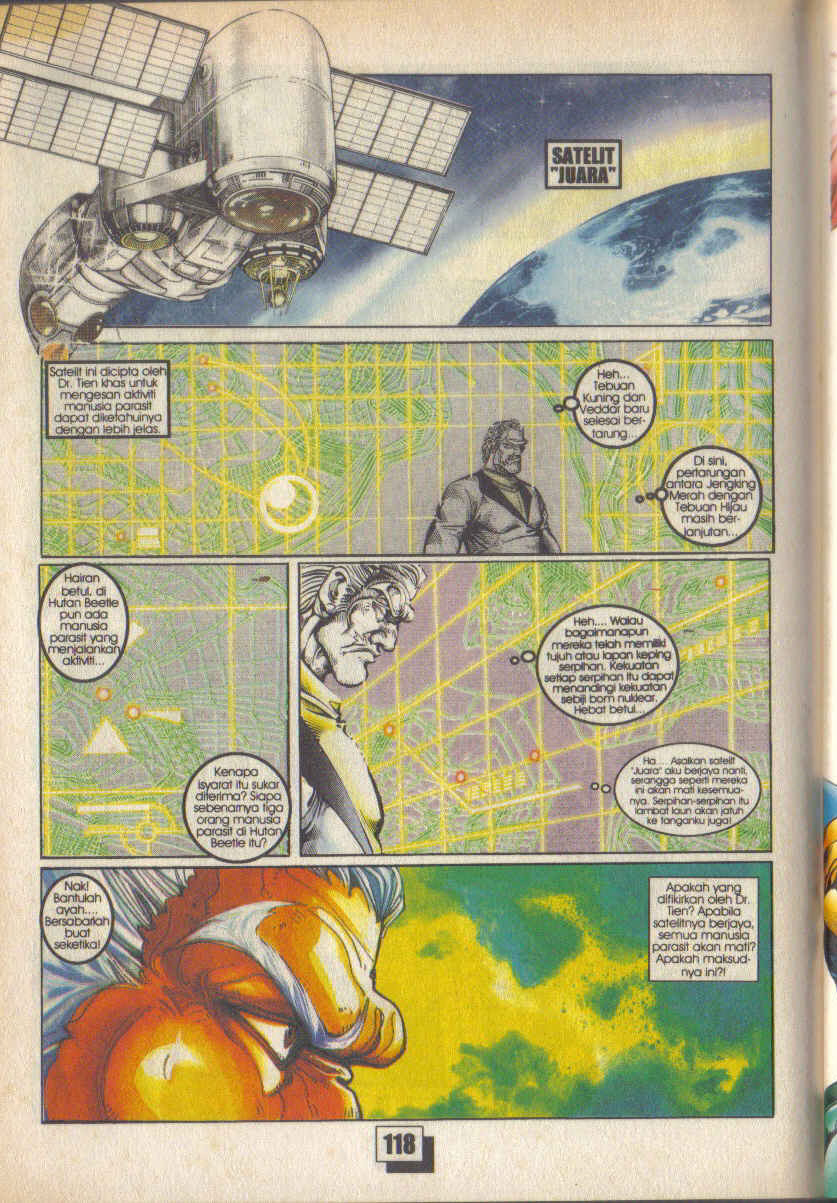 SATELIT
"JUARA"
Satelit ini dicipta oleh
Dr. Tien khas untuk
mengesan aktiviti
manusia parasit
dapat diketahuinya
dengan lebih jelas.
Heh...
Tebuan
Kuning dan
Veddar baru
selesai ber-
tarung...
Di sini,
pertarungan
antara Jengking
Merah dengan
Tebuan Hijau
masih ber-
janjutan...
Hairan
betul, di
Hutan Beetle
pun ada
manusia
parasit yang
menjalankan
aktiviti...
Kenapa
isyarat itu sukar
diterima? Siapa
sebenarnya tiga
orang manusia
parasit di Hutan
Beetle itu?
Heh.... Walau
bagaimanapun
mereka telah memiliki
tujuh atau lapan keping
serpihan. Kekuatan
setiap serpihan itu dapat
menandingi kekuatan
sebiji bom nuklear.
Hebat betul...
Ha.... Asalkan satelit
"Juara" aku berjaya nanti,
serangga seperti mereka
ini akan mati kesemua-
nya. Serpihan-serpihan itu
lambat laun akan jatuh
ke tanganku juga!
Nak!
Bantulah
ayah....
Bersabarlah
buat
seketika!
Apakah yang
difikirkan oleh Dr.
Tien? Apabila
satelitnya berjaya,
semua manusia
parasit akan mati?
Apakah maksud-
nya ini?!
118